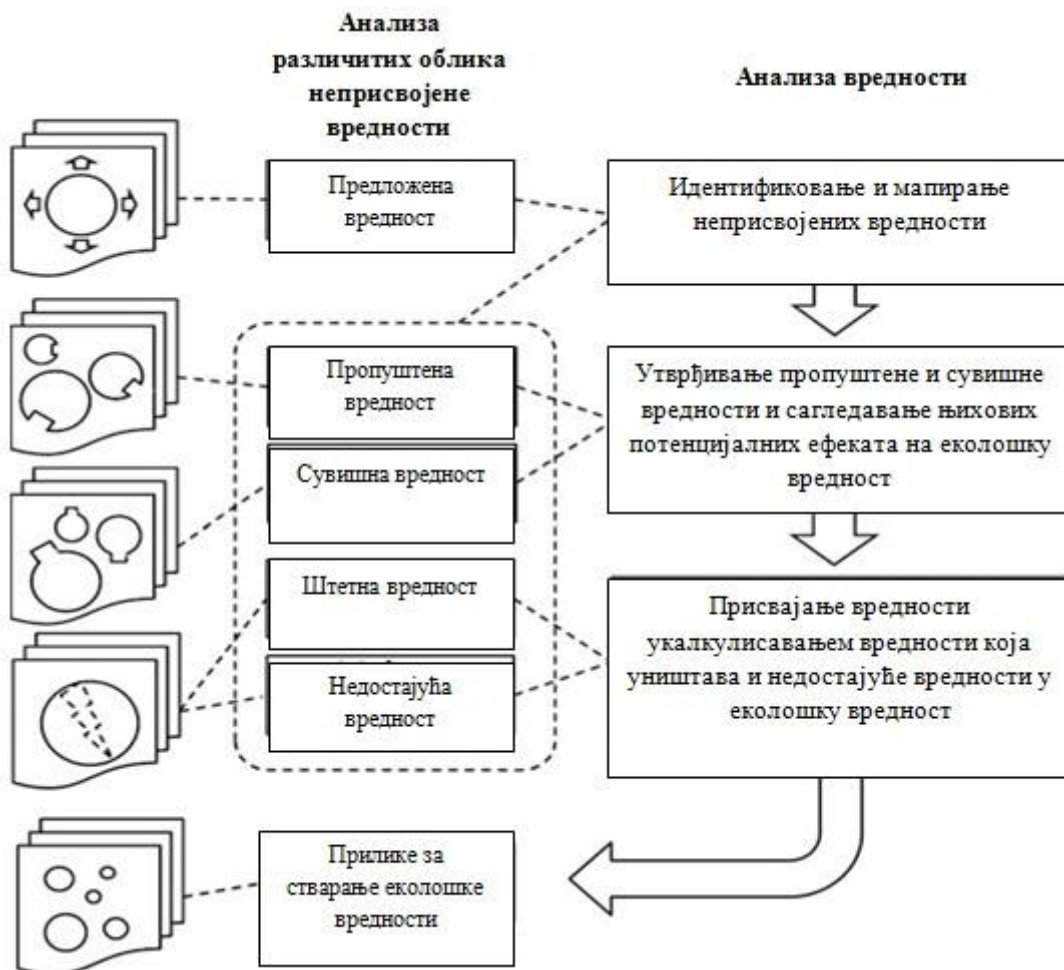 Анализа
различитих облика
неприсвојене
вредности
Анализа вредности
Предложена
вредност
Идентификовање и мапирање
неприсвојених вредности
Пропуштена
вредност
Утврђивање пропуштене и сувишне
вредности и сагледавање њихових
потенцијалних ефеката на еколошку
вредност
Сувишна вредност
Штетна вредност
Недостајућа
вредност
Присвајање вредности
укалкулисавањем вредности која
уништава и недостајуће вредности у
еколошку вредност
Прилике за
стварање еколошке
вредности